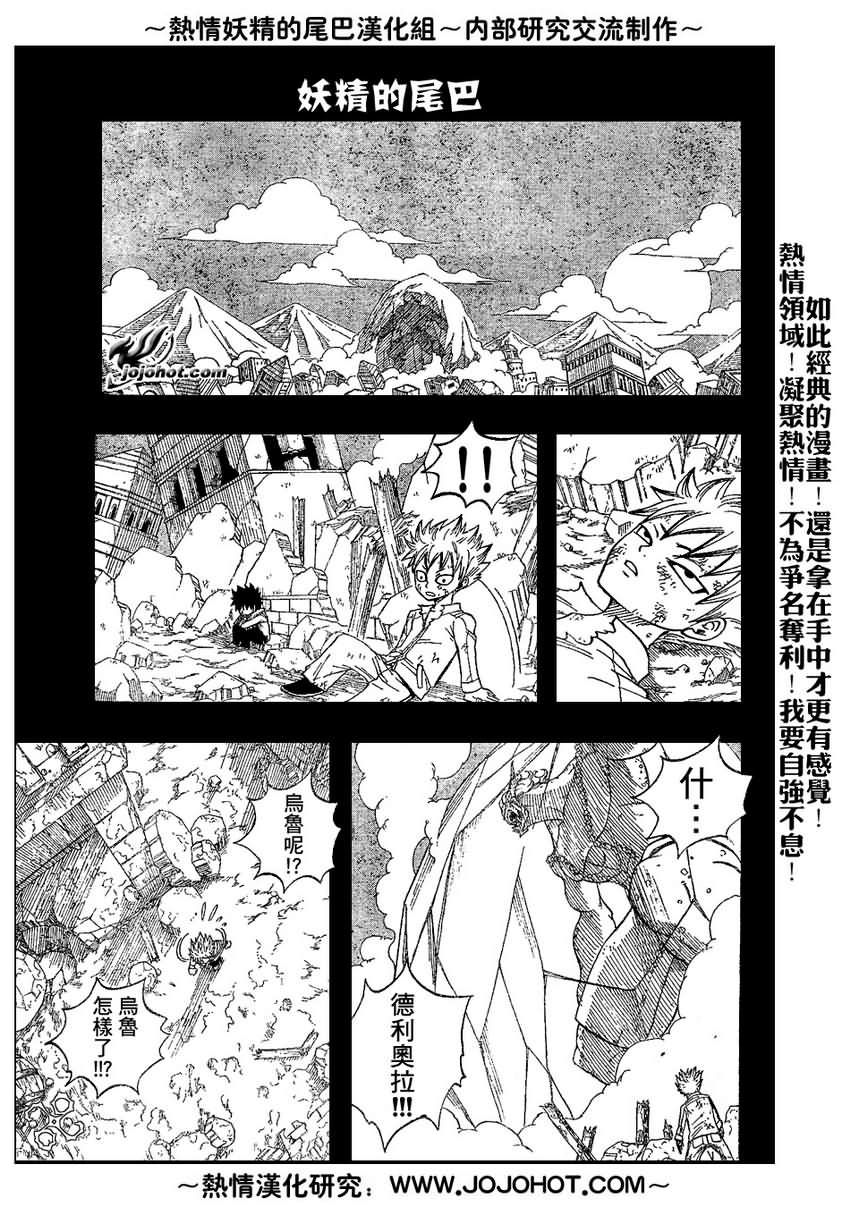 ～熱情妖精的尾巴漢化組～内部研究交流制作～
妖精的尾巴
jojohot.com
!!
什…
德利奧拉!!!
烏魯呢!?
烏魯
怎樣了!!?
如此經典的漫畫！還是拿在手中才更有感覺！
熱情領域！凝聚熱情！不為爭名奪利！我要自強不息！
～熱情漢化研究：WWW.JOJOHOT.COM～